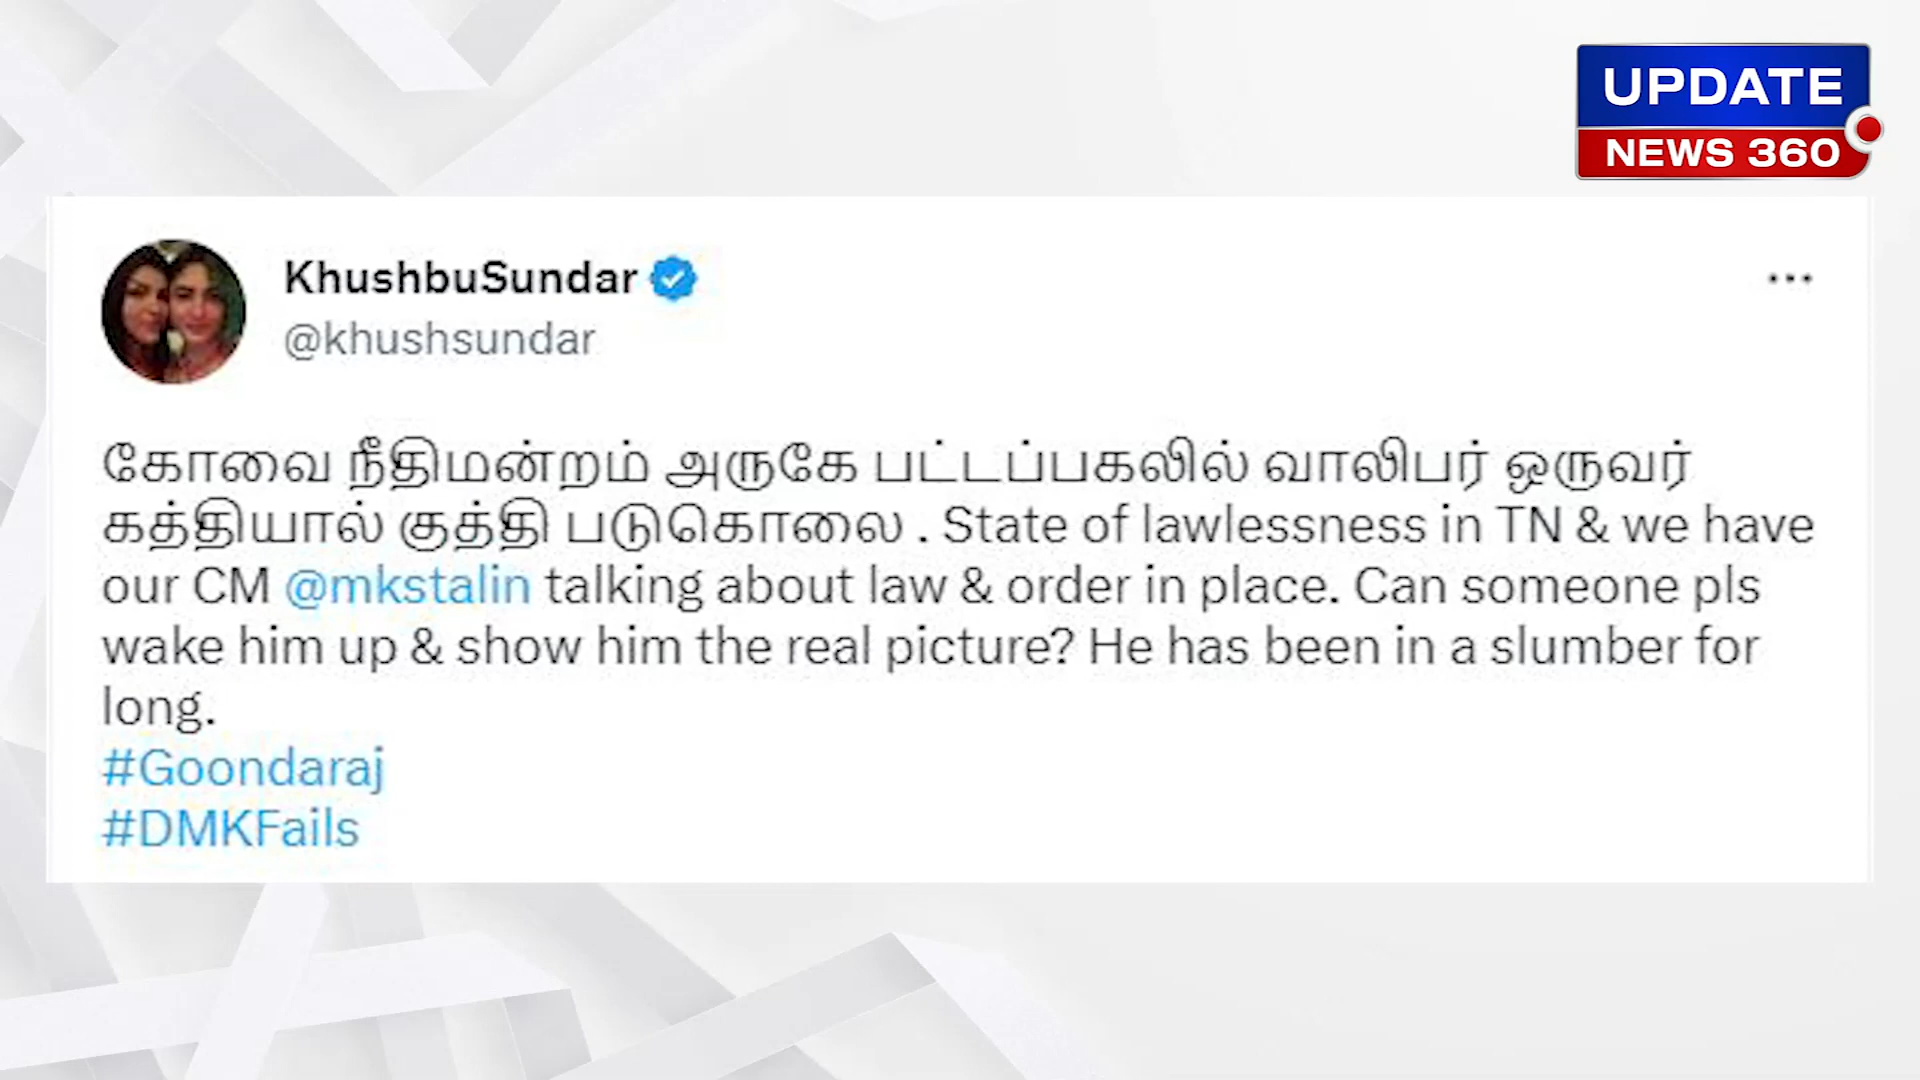 UPDATE
NEWS 360
KhushbuSundar
@khushsundar
கோவை நீதிமன்றம் அருகே பட்டப்பகலில் வாலிபர் ஒருவர்
கத்தியால் குத்தி படுகொலை . State of lawlessness in TN & we have
our CM @mkstalin talking about law & order in place. Can someone pls
wake him up & show him the real picture? He has been in a slumber for
long.
#Goondaraj
#DMKFails